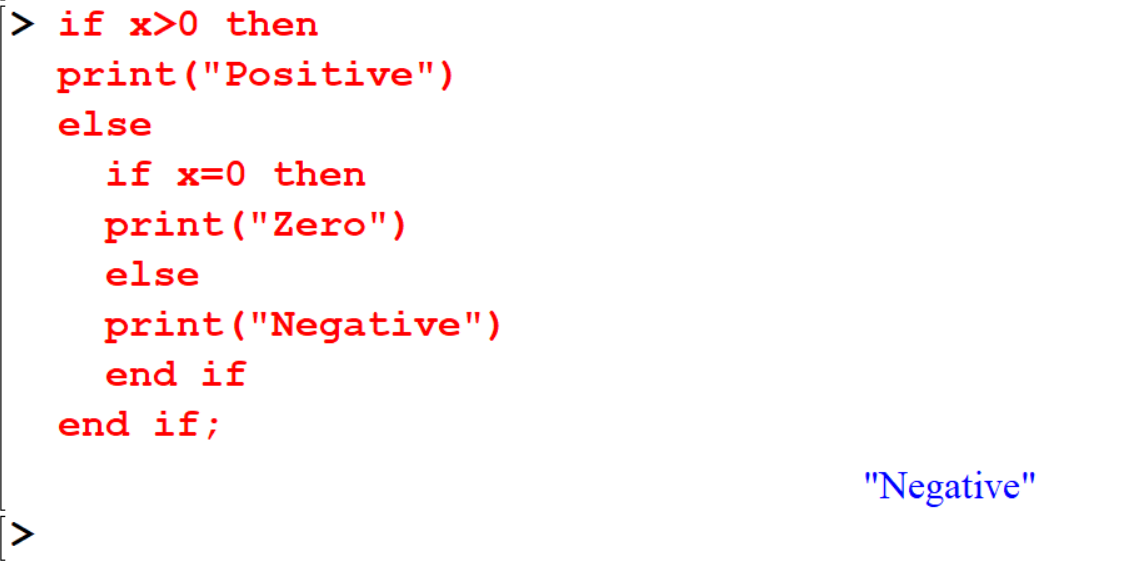 > if x>0 then
print("Positive")
else
if x=0 then
print("Zero")
else
print("Negative")
end if
end if;
"Negative"
>